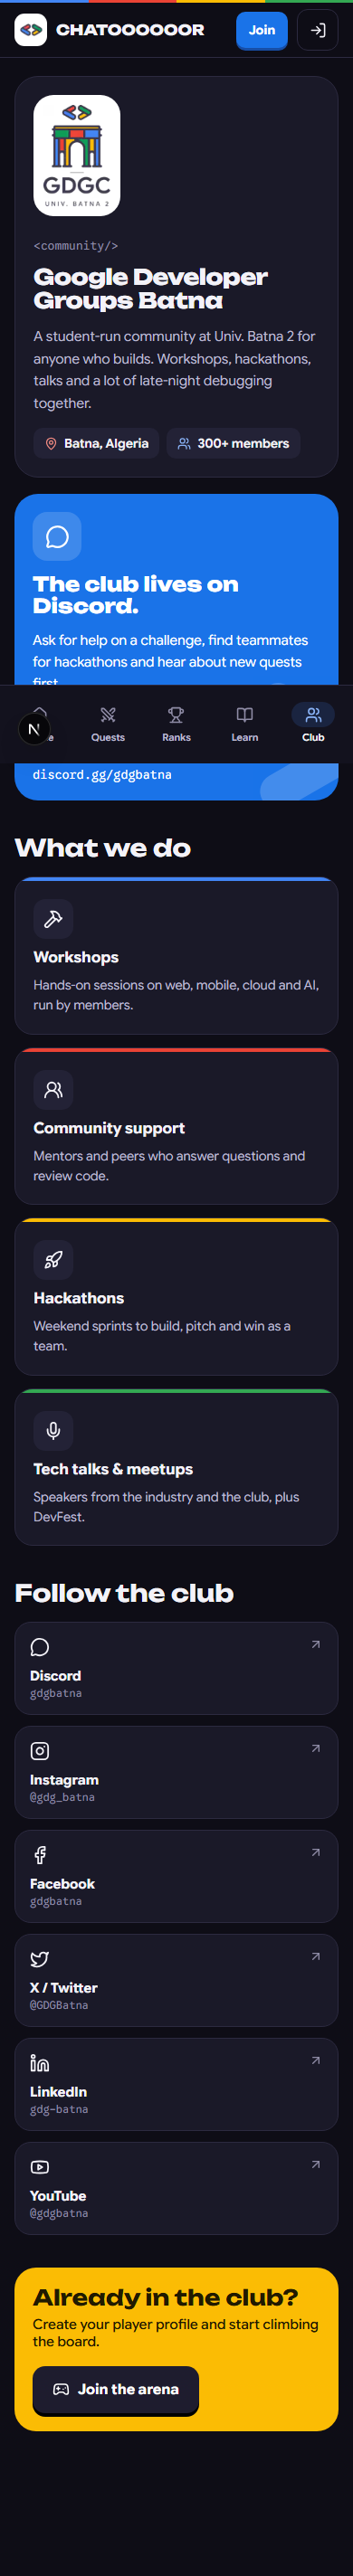 CHATOOOOOOR
Join
GDGC
UNIV. BATNA 2
<community/>
Google Developer
Groups Batna
A student-run community at Univ. Batna 2 for
anyone who builds. Workshops, hackathons,
talks and a lot of late-night debugging
together.
Batna, Algeria
300+ members
The club lives on
Discord.
Ask for help on a challenge, find teammates
for hackathons and hear about new quests
first.
N
Quests
Ranks
Learn
Club
discord.gg/gdgbatna
What we do
Workshops
Hands-on sessions on web, mobile, cloud and AI,
run by members.
Community support
Mentors and peers who answer questions and
review code.
Hackathons
Weekend sprints to build, pitch and win as a
team.
Tech talks & meetups
Speakers from the industry and the club, plus
DevFest.
Follow the club
Discord
gdgbatna
Instagram
@gdg_batna
Facebook
gdgbatna
X / Twitter
@GDGBatna
LinkedIn
gdg-batna
YouTube
@gdgbatna
Already in the club?
Create your player profile and start climbing
the board.
Join the arena